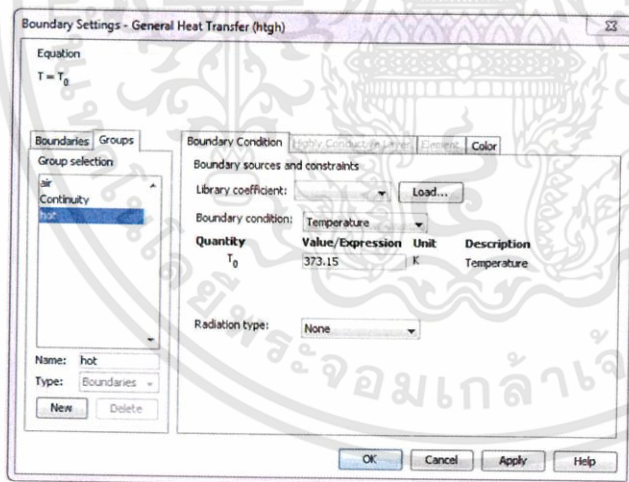 Boundary Settings - General Heat Transfer (htgh)
Equation
T = T₀
Boundaries Groups
Group selection
air
Continuity
hot
Name: hot
Type: Boundaries
New Delete
Boundary Condition Highly Conductive Layer Element Color
Boundary sources and constraints
Library coefficient: Load...
Boundary condition: Temperature
Quantity Value/Expression Unit Description
T₀ 373.15 K Temperature
Radiation type: None
OK Cancel Apply Help